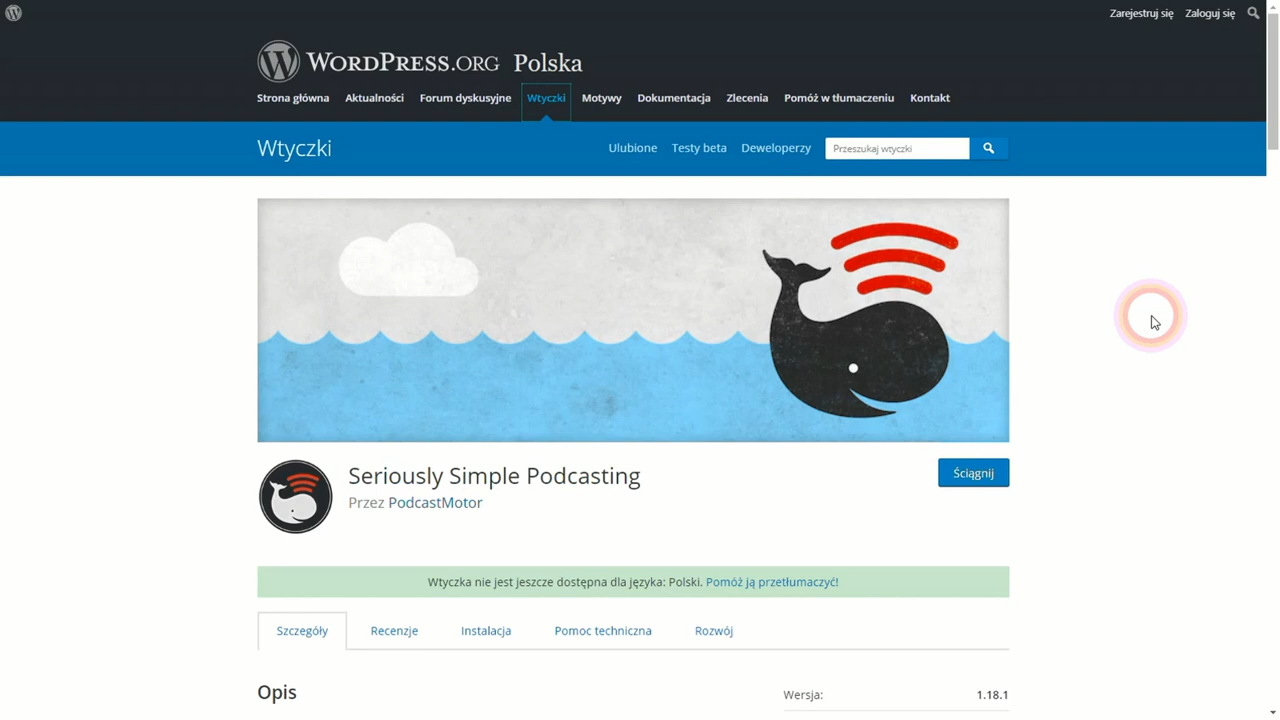 Zarejestruj się Zaloguj się
WORDPRESS.ORG Polska
Strona główna Aktualności Forum dyskusyjne Wtyczki Motywy Dokumentacja Zlecenia Pomóż w tłumaczeniu Kontakt
Wtyczki Ulubione Testy beta Deweloperzy Przeszukaj wtyczki
Seriously Simple Podcasting Ściągnij
Przez PodcastMotor
Wtyczka nie jest jeszcze dostępna dla języka: Polski. Pomóż ją przetłumaczyć!
Szczegóły Recenzje Instalacja Pomoc techniczna Rozwój
Opis Wersja: 1.18.1